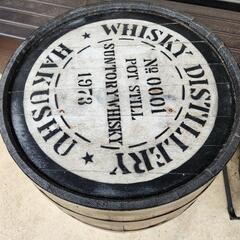 WHISKY DISTILLERY
★ HAKUSHU ★
No 0001
POT STILL
SUNTORY WHISKY
1973